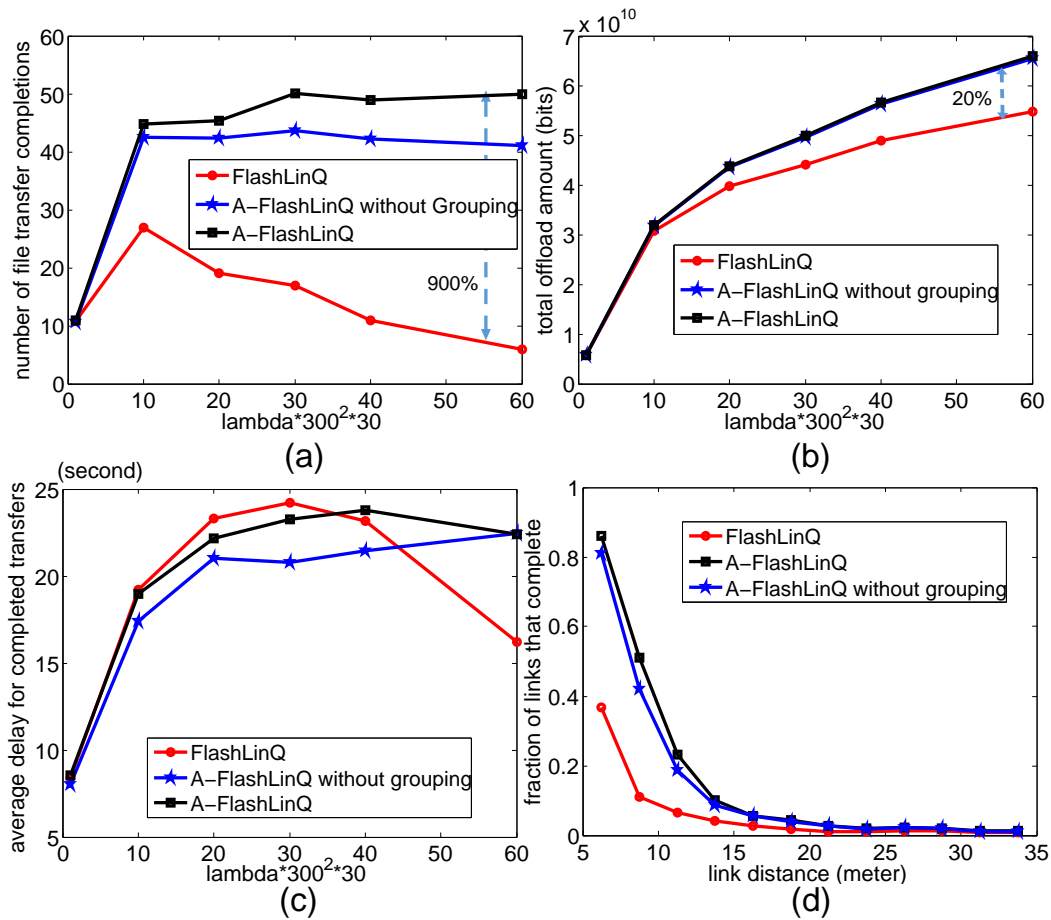 number of file transfer completions
60
50
40
30
20
10
0
FlashLinQ
A-FlashLinQ without Grouping
A-FlashLinQ
900%
0 10 20 30 40 50 60
lambda*300²*30
(a)
x 10¹⁰
total offload amount (bits)
7
6
5
4
3
2
1
0
20%
FlashLinQ
A-FlashLinQ without grouping
A-FlashLinQ
0 10 20 30 40 50 60
lambda*300²*30
(b)
(second)
average delay for completed transfers
25
20
15
10
5
FlashLinQ
A-FlashLinQ without grouping
A-FlashLinQ
0 10 20 30 40 50 60
lambda*300²*30
(c)
fraction of links that complete
1
0.8
0.6
0.4
0.2
0
FlashLinQ
A-FlashLinQ
A-FlashLinQ without grouping
5 10 15 20 25 30 35
link distance (meter)
(d)